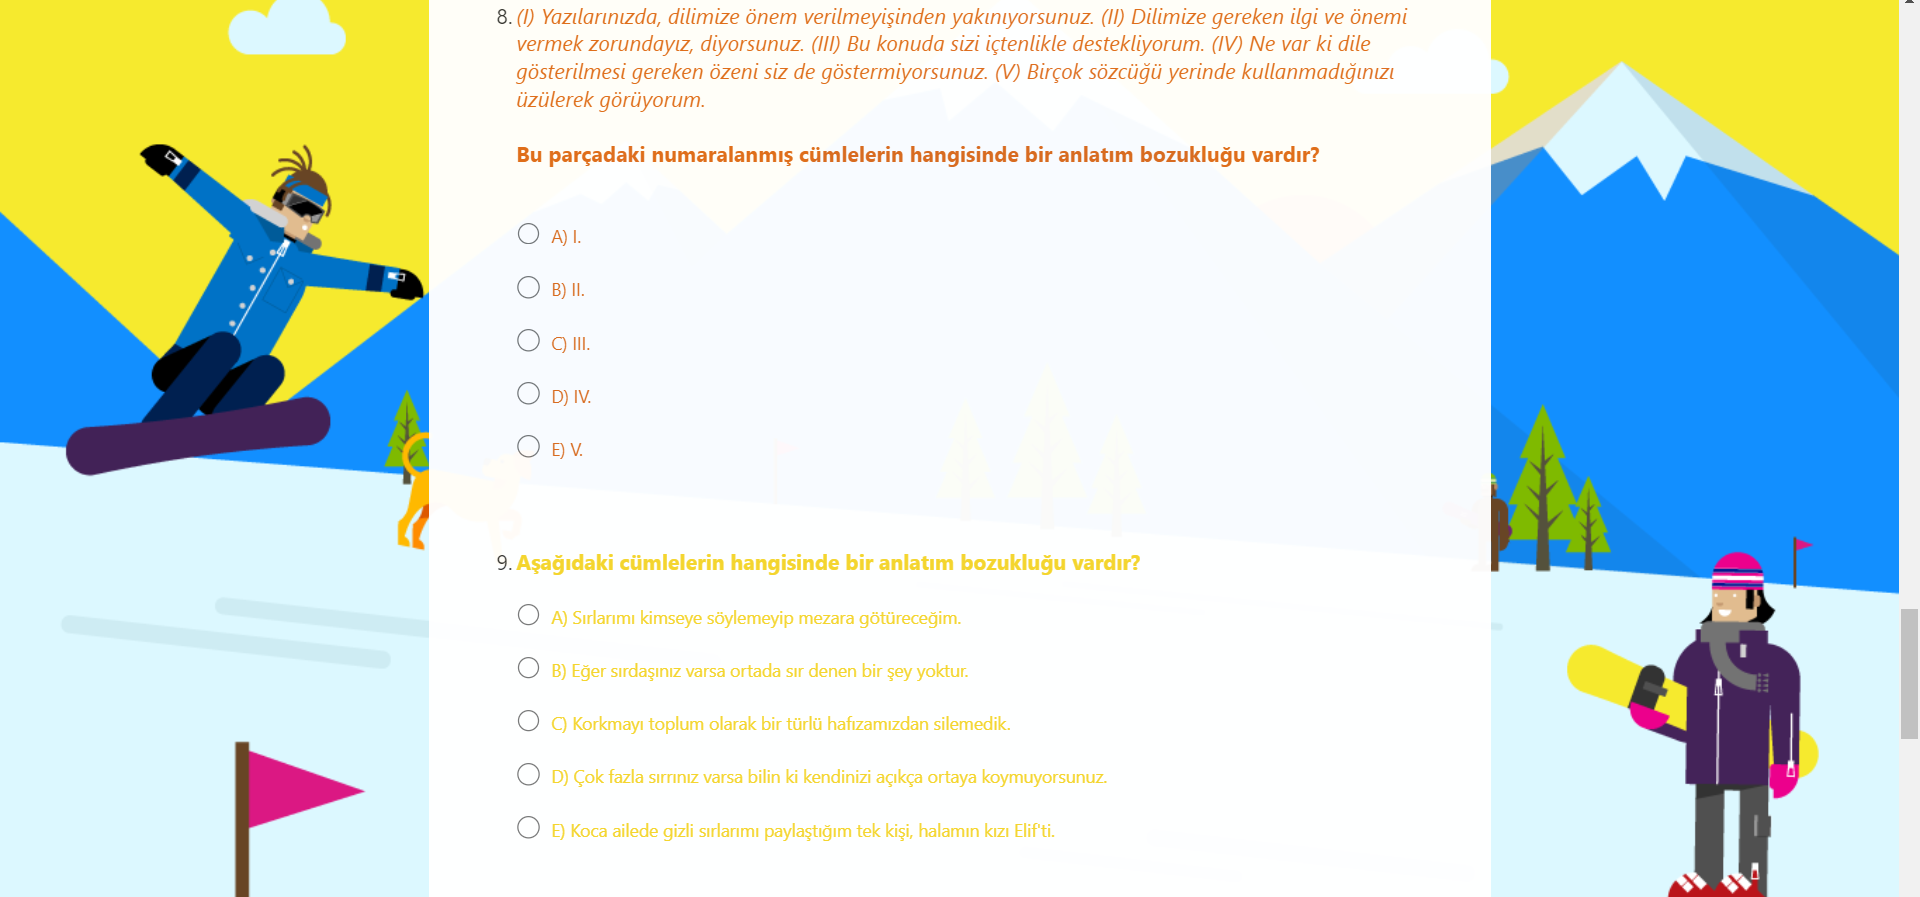 8. (I) Yazılarınızda, dilimize önem verilmeyişinden yakınıyorsunuz. (II) Dilimize gereken ilgi ve önemi
vermek zorundayız, diyorsunuz. (III) Bu konuda sizi içtenlikle destekliyorum. (IV) Ne var ki dile
gösterilmesi gereken özeni siz de göstermiyorsunuz. (V) Birçok sözcüğü yerinde kullanmadığınızı
üzülerek görüyorum.
Bu parçadaki numaralanmış cümlelerin hangisinde bir anlatım bozukluğu vardır?
A) I.
B) II.
C) III.
D) IV.
E) V.
9. Aşağıdaki cümlelerin hangisinde bir anlatım bozukluğu vardır?
A) Sırlarımı kimseye söylemeyip mezara götüreceğim.
B) Eğer sırdaşınız varsa ortada sır denen bir şey yoktur.
C) Korkmayı toplum olarak bir türlü hafızamızdan silemedik.
D) Çok fazla sırrınız varsa bilin ki kendinizi açıkça ortaya koymuyorsunuz.
E) Koca ailede gizli sırlarımı paylaştığım tek kişi, halamın kızı Elif'ti.